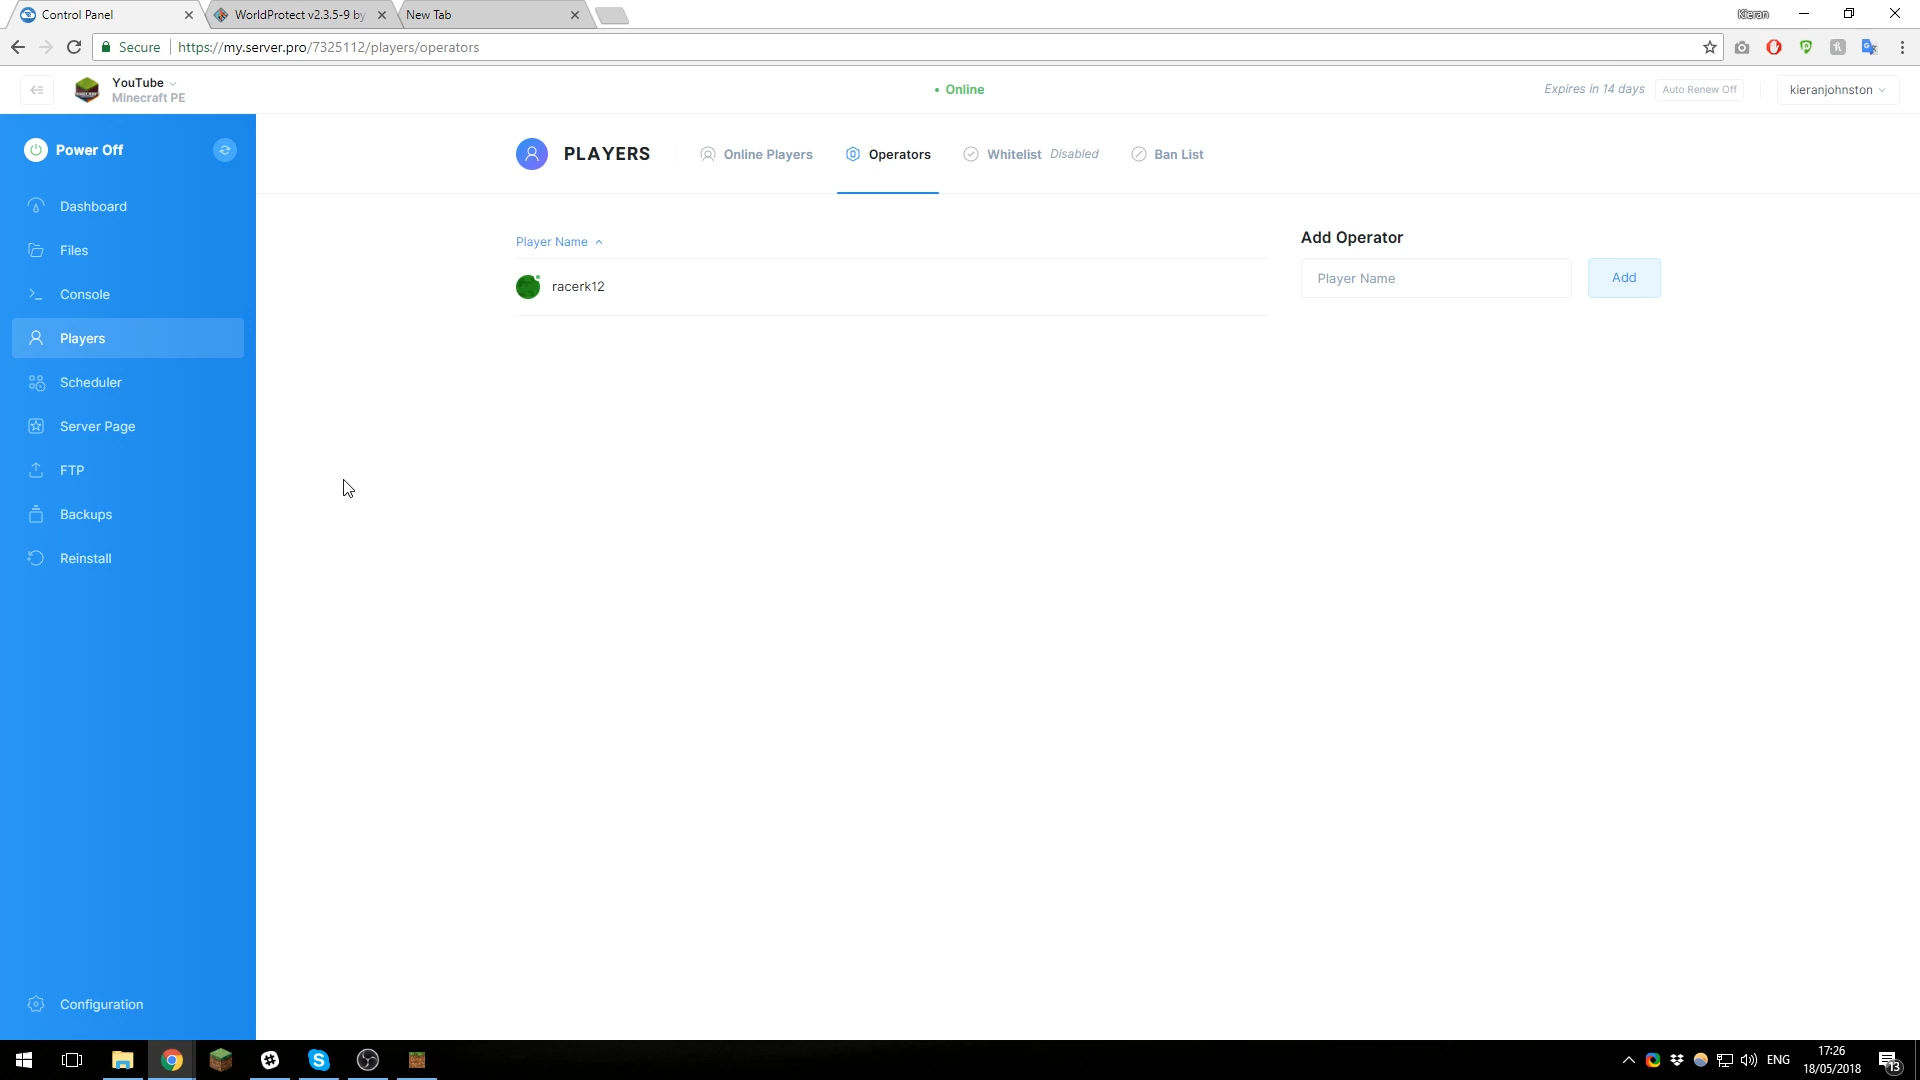 Control Panel
WorldProtect v2.3.5-9 by
New Tab
Kieran
Secure
https://my.server.pro/7325112/players/operators
YouTube
Minecraft PE
• Online
Expires in 14 days
Auto Renew Off
kieranjohnston
Power Off
PLAYERS
Online Players
Operators
Whitelist Disabled
Ban List
Dashboard
Files
Console
Players
Scheduler
Server Page
FTP
Backups
Reinstall
Configuration
Player Name
racerk12
Add Operator
Player Name
Add
ENG
17:26
18/05/2018
13